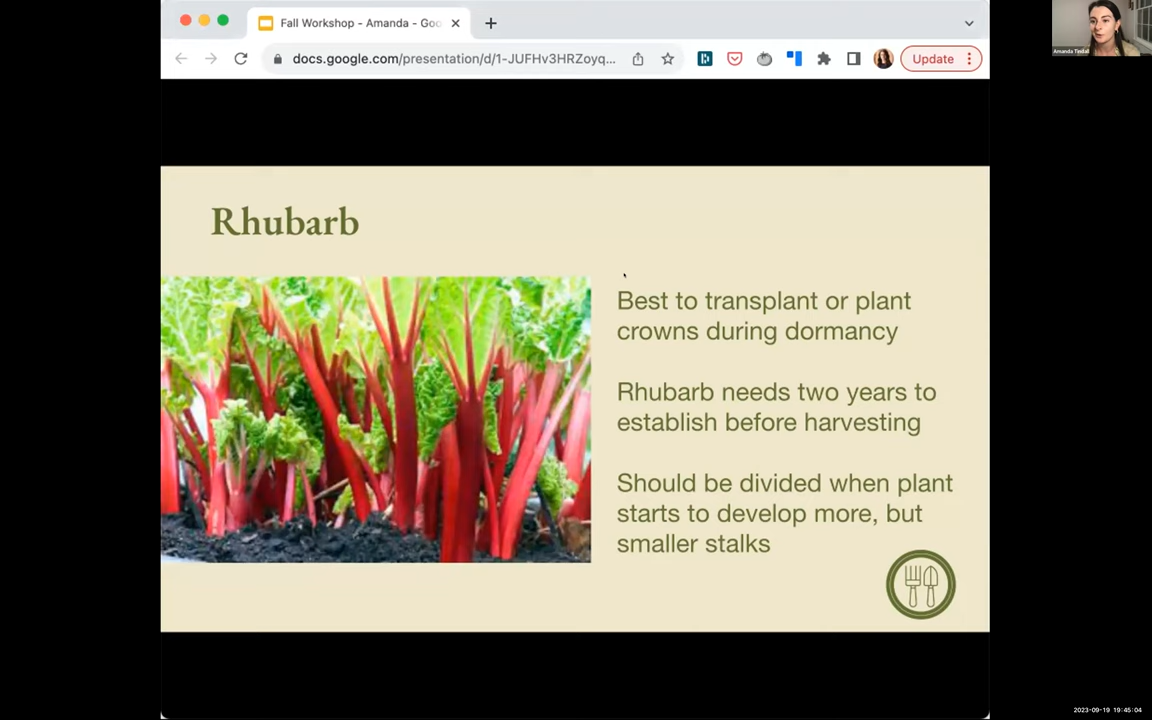 Fall Workshop - Amanda - Goo
docs.google.com/presentation/d/1-JUFHv3HRZoyq...
Update
Amanda Tindall
Rhubarb
Best to transplant or plant
crowns during dormancy
Rhubarb needs two years to
establish before harvesting
Should be divided when plant
starts to develop more, but
smaller stalks
2023-09-19 19:45:04